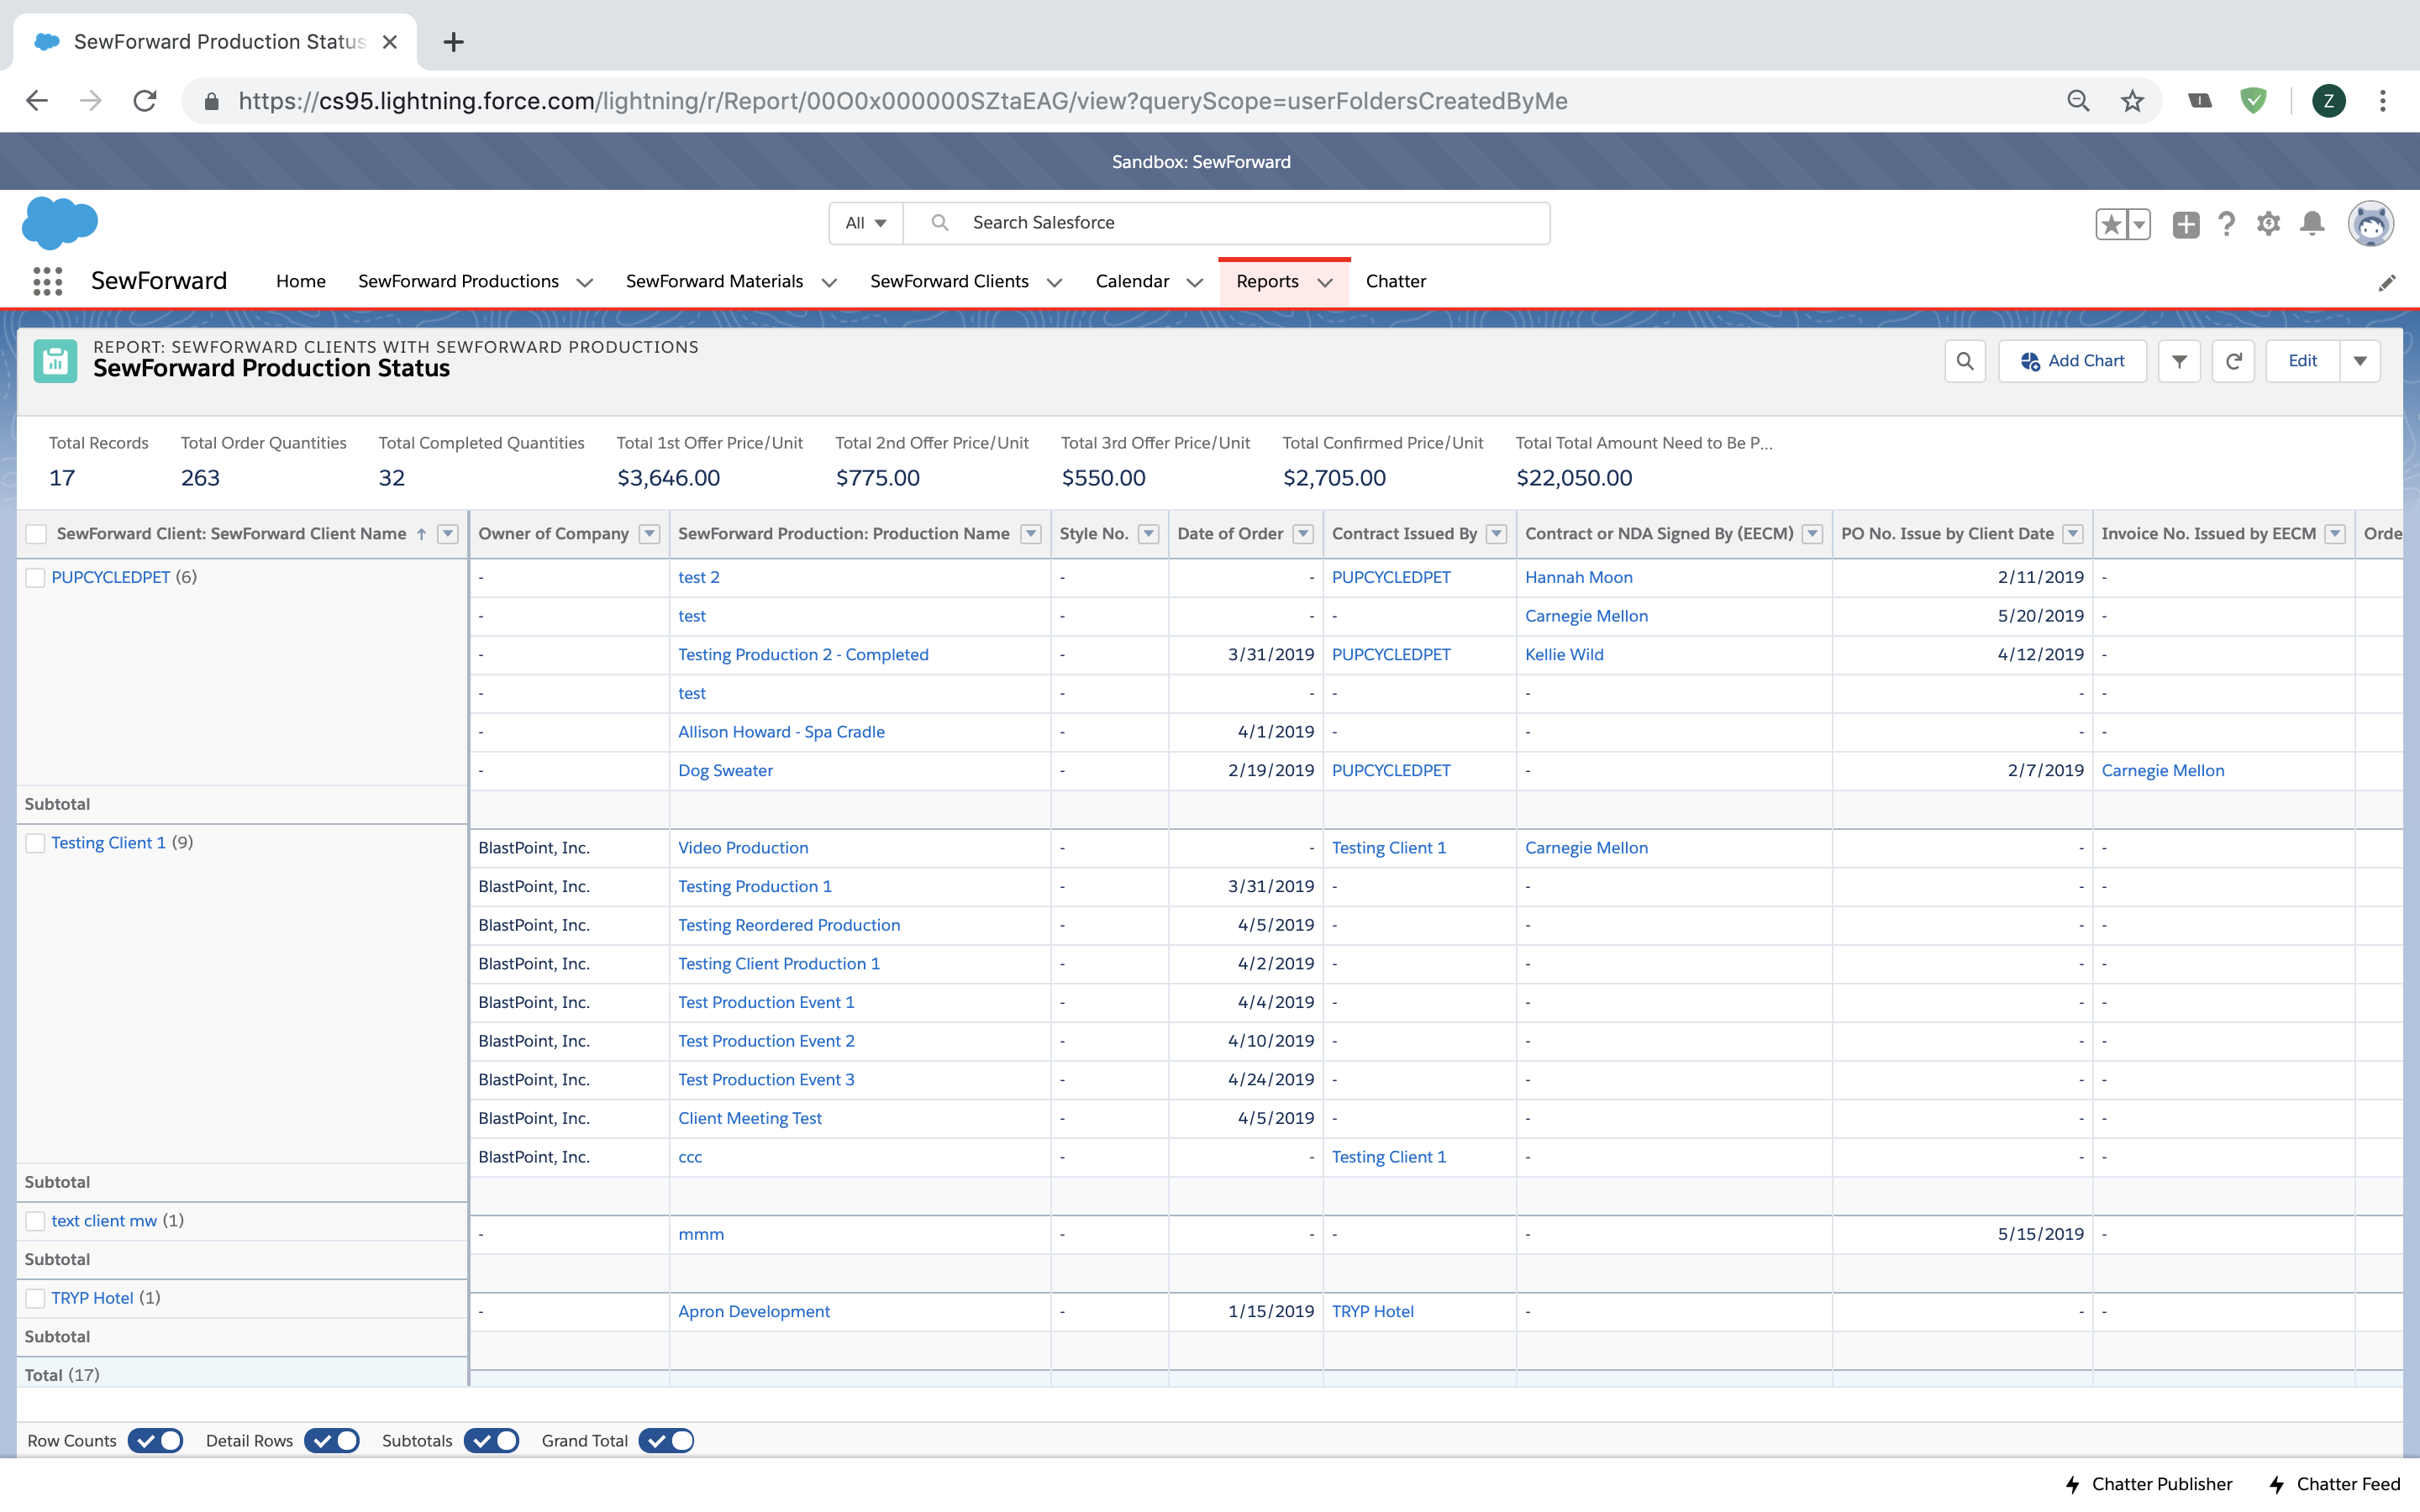 SewForward Production Status
https://cs95.lightning.force.com/lightning/r/Report/00O0x000000SZtaEAG/view?queryScope=userFoldersCreatedByMe
Z
Sandbox: SewForward
All
Search Salesforce
SewForward Home SewForward Productions SewForward Materials SewForward Clients Calendar Reports Chatter
REPORT: SEWFORWARD CLIENTS WITH SEWFORWARD PRODUCTIONS
SewForward Production Status
Add Chart
Edit
Total Records Total Order Quantities Total Completed Quantities Total 1st Offer Price/Unit Total 2nd Offer Price/Unit Total 3rd Offer Price/Unit Total Confirmed Price/Unit Total Total Amount Need to Be P...
17 263 32 $3,646.00 $775.00 $550.00 $2,705.00 $22,050.00
SewForward Client: SewForward Client Name ↑ Owner of Company SewForward Production: Production Name Style No. Date of Order Contract Issued By Contract or NDA Signed By (EECM) PO No. Issue by Client Date Invoice No. Issued by EECM Orde
PUPCYCLEDPET (6) - test 2 - - PUPCYCLEDPET Hannah Moon 2/11/2019 -
- test - - - Carnegie Mellon 5/20/2019 -
- Testing Production 2 - Completed - 3/31/2019 PUPCYCLEDPET Kellie Wild 4/12/2019 -
- test - - - - - -
- Allison Howard - Spa Cradle - 4/1/2019 - - - -
- Dog Sweater - 2/19/2019 PUPCYCLEDPET - 2/7/2019 Carnegie Mellon
Subtotal
Testing Client 1 (9) BlastPoint, Inc. Video Production - - Testing Client 1 Carnegie Mellon - -
BlastPoint, Inc. Testing Production 1 - 3/31/2019 - - - -
BlastPoint, Inc. Testing Reordered Production - 4/5/2019 - - - -
BlastPoint, Inc. Testing Client Production 1 - 4/2/2019 - - - -
BlastPoint, Inc. Test Production Event 1 - 4/4/2019 - - - -
BlastPoint, Inc. Test Production Event 2 - 4/10/2019 - - - -
BlastPoint, Inc. Test Production Event 3 - 4/24/2019 - - - -
BlastPoint, Inc. Client Meeting Test - 4/5/2019 - - - -
BlastPoint, Inc. ccc - - Testing Client 1 - - -
Subtotal
text client mw (1) - mmm - - - - 5/15/2019 -
Subtotal
TRYP Hotel (1) - Apron Development - 1/15/2019 TRYP Hotel - - -
Subtotal
Total (17)
Row Counts Detail Rows Subtotals Grand Total
Chatter Publisher Chatter Feed